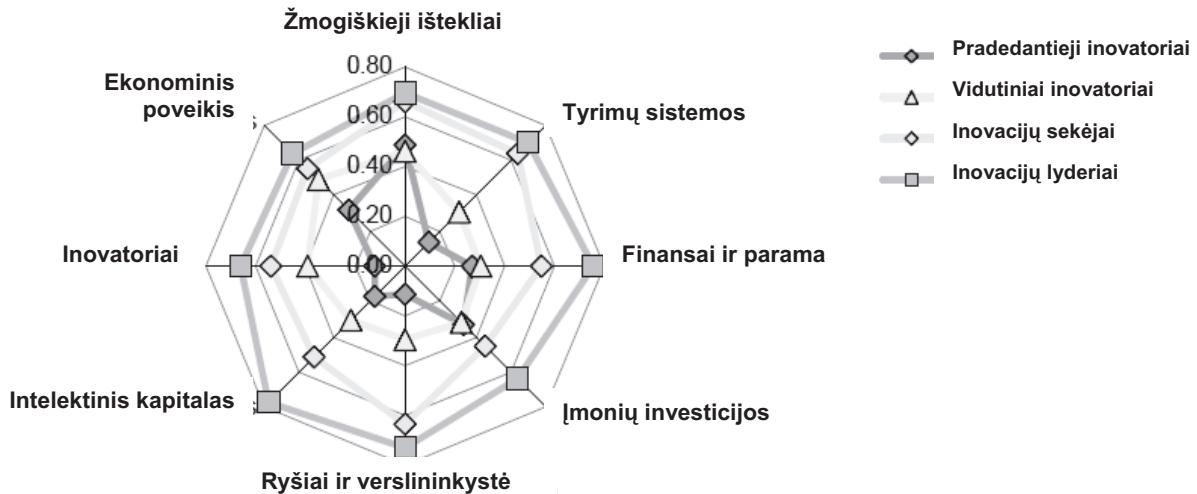 Žmogiškieji ištekliai
Ekonominis
poveikis
Tyrimų sistemos
Inovatoriai
Finansai ir parama
Intelektinis kapitalas
Įmonių investicijos
Ryšiai ir verslininkystė
0.80
0.60
0.40
0.20
0.00
Pradedantieji inovatoriai
Vidutiniai inovatoriai
Inovacijų sekėjai
Inovacijų lyderiai